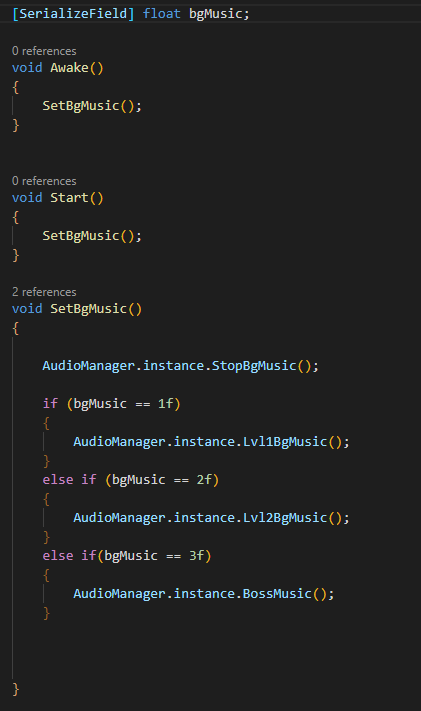 [SerializeField] float bgMusic;
0 references
void Awake()
{
SetBgMusic();
}
0 references
void Start()
{
SetBgMusic();
}
2 references
void SetBgMusic()
{
AudioManager.instance.StopBgMusic();
if (bgMusic == 1f)
{
AudioManager.instance.Lvl1BgMusic();
}
else if (bgMusic == 2f)
{
AudioManager.instance.Lvl2BgMusic();
}
else if(bgMusic == 3f)
{
AudioManager.instance.BossMusic();
}
}